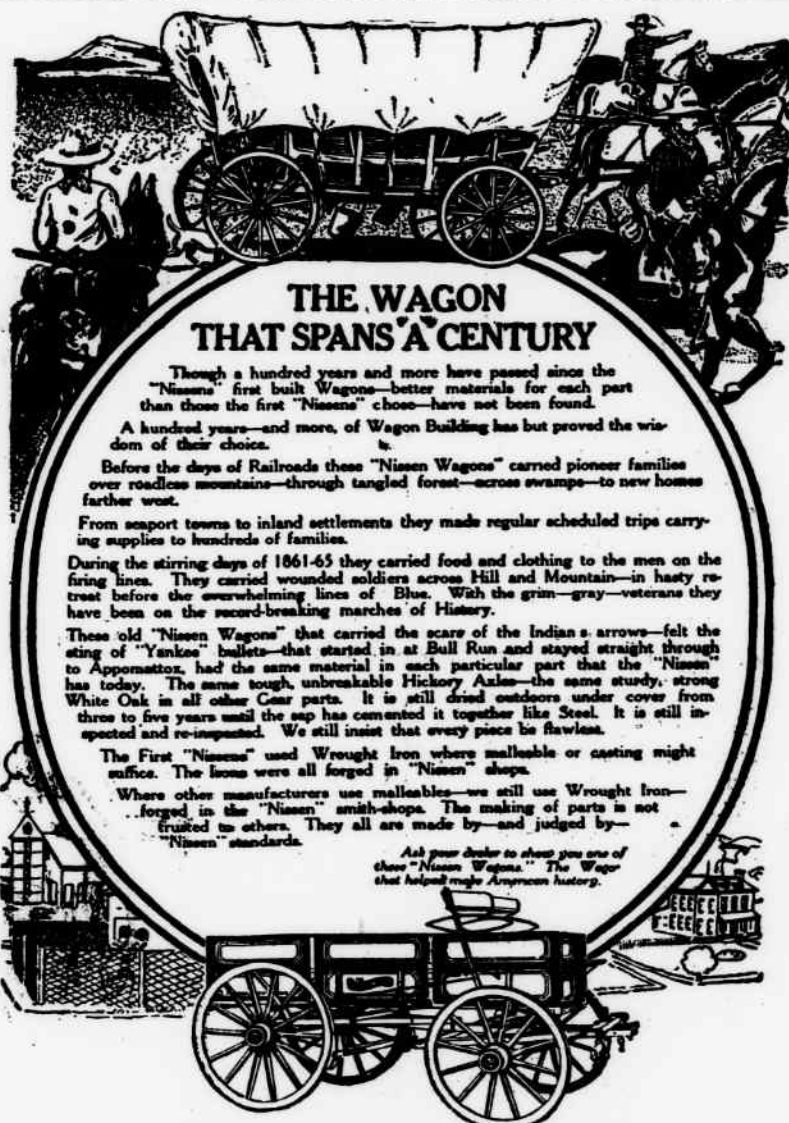 THE WAGON
THAT SPANS "A" CENTURY
Though a hundred years and more have passed since the
"Nissens" first built Wagons—better materials for each part
than those the first "Nissens" chose—have not been found.
A hundred years—and more, of Wagon Building has but proved the wis-
dom of their choice.
Before the days of Railroads these "Nissen Wagons" carried pioneer families
over roadless mountains—through tangled forest—across swamps—to new homes
farther west.
From seaport towns to inland settlements they made regular scheduled trips carry-
ing supplies to hundreds of families.
During the stirring days of 1861-65 they carried food and clothing to the men on the
firing lines. They carried wounded soldiers across Hill and Mountain—in hasty re-
treat before the overwhelming lines of Blue. With the grim—gray—veterans they
have been on the record-breaking marches of History.
These old "Nissen Wagons" that carried the scars of the Indians arrows—felt the
sting of "Yankee" bullets—that started in at Bull Run and stayed straight through
to Appomattox, had the same material in each particular part that the "Nissen"
has today. The same tough, unbreakable Hickory Axles—the same sturdy, strong
White Oak in all other Gear parts. It is still dried outdoors under cover from
three to five years until the sap has cemented it together like Steel. It is still in-
spected and re-inspected. We still insist that every piece be flawless.
The First "Nissens" used Wrought Iron where malleable or casting might
suffice. The Irons were all forged in "Nissen" shops.
Where other manufacturers use malleables—we still use Wrought Iron—
forged in the "Nissen" smith-shops. The making of parts is not
trusted to others. They all are made by—and judged by—
"Nissen" standards.
Ask your dealer to show you one of
these "Nissen Wagons." The Wagon
that helped make American history.